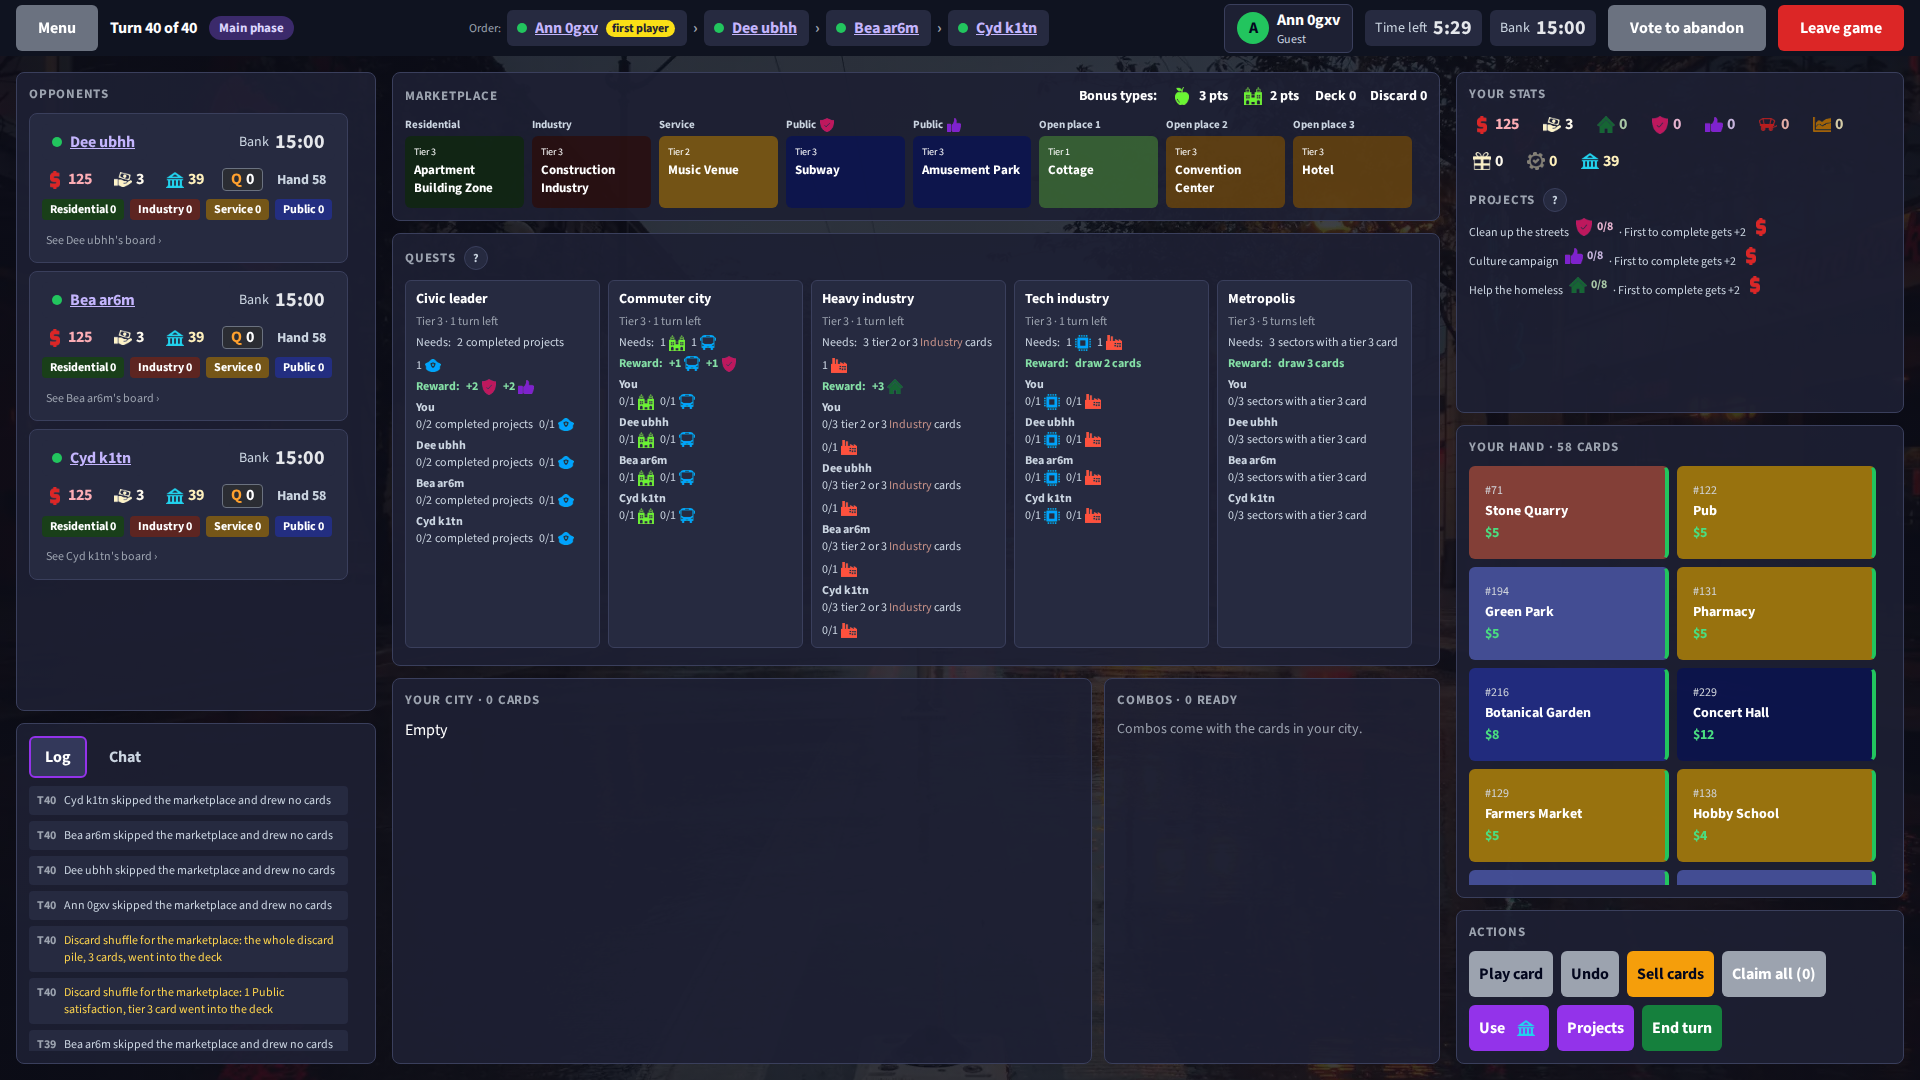 Menu
Turn 40 of 40
Main phase
Order:
Ann 0gxv first player › Dee ubhh › Bea ar6m › Cyd k1tn
A
Ann 0gxv
Guest
Time left 5:29
Bank 15:00
Vote to abandon
Leave game
OPPONENTS
Dee ubhh
Bank 15:00
125 3 39 Q 0 Hand 58
Residential 0 Industry 0 Service 0 Public 0
See Dee ubhh's board ›
Bea ar6m
Bank 15:00
125 3 39 Q 0 Hand 58
Residential 0 Industry 0 Service 0 Public 0
See Bea ar6m's board ›
Cyd k1tn
Bank 15:00
125 3 39 Q 0 Hand 58
Residential 0 Industry 0 Service 0 Public 0
See Cyd k1tn's board ›
Log
Chat
T40 Cyd k1tn skipped the marketplace and drew no cards
T40 Bea ar6m skipped the marketplace and drew no cards
T40 Dee ubhh skipped the marketplace and drew no cards
T40 Ann 0gxv skipped the marketplace and drew no cards
T40 Discard shuffle for the marketplace: the whole discard
pile, 3 cards, went into the deck
T40 Discard shuffle for the marketplace: 1 Public
satisfaction, tier 3 card went into the deck
T39 Bea ar6m skipped the marketplace and drew no cards
MARKETPLACE
Bonus types: 3 pts 2 pts Deck 0 Discard 0
Residential
Tier 3
Apartment
Building Zone
Industry
Tier 3
Construction
Industry
Service
Tier 2
Music Venue
Public
Tier 3
Subway
Public
Tier 3
Amusement Park
Open place 1
Tier 1
Cottage
Open place 2
Tier 3
Convention
Center
Open place 3
Tier 3
Hotel
QUESTS ?
Civic leader
Tier 3 · 1 turn left
Needs: 2 completed projects
1
Reward: +2 +2
You
0/2 completed projects 0/1
Dee ubhh
0/2 completed projects 0/1
Bea ar6m
0/2 completed projects 0/1
Cyd k1tn
0/2 completed projects 0/1
Commuter city
Tier 3 · 1 turn left
Needs: 1 1
Reward: +1 +1
You
0/1 0/1
Dee ubhh
0/1 0/1
Bea ar6m
0/1 0/1
Cyd k1tn
0/1 0/1
Heavy industry
Tier 3 · 1 turn left
Needs: 3 tier 2 or 3 Industry cards
1
Reward: +3
You
0/3 tier 2 or 3 Industry cards
0/1
Dee ubhh
0/3 tier 2 or 3 Industry cards
0/1
Bea ar6m
0/3 tier 2 or 3 Industry cards
0/1
Cyd k1tn
0/3 tier 2 or 3 Industry cards
0/1
Tech industry
Tier 3 · 1 turn left
Needs: 1 1
Reward: draw 2 cards
You
0/1 0/1
Dee ubhh
0/1 0/1
Bea ar6m
0/1 0/1
Cyd k1tn
0/1 0/1
Metropolis
Tier 3 · 5 turns left
Needs: 3 sectors with a tier 3 card
Reward: draw 3 cards
You
0/3 sectors with a tier 3 card
Dee ubhh
0/3 sectors with a tier 3 card
Bea ar6m
0/3 sectors with a tier 3 card
Cyd k1tn
0/3 sectors with a tier 3 card
YOUR CITY · 0 CARDS
Empty
COMBOS · 0 READY
Combos come with the cards in your city.
YOUR STATS
125 3 0 0 0 0 0
0 0 39
PROJECTS ?
Clean up the streets 0/8 · First to complete gets +2
Culture campaign 0/8 · First to complete gets +2
Help the homeless 0/8 · First to complete gets +2
YOUR HAND · 58 CARDS
#71
Stone Quarry
$5
#122
Pub
$5
#194
Green Park
$5
#131
Pharmacy
$5
#216
Botanical Garden
$8
#229
Concert Hall
$12
#129
Farmers Market
$5
#138
Hobby School
$4
ACTIONS
Play card
Undo
Sell cards
Claim all (0)
Use
Projects
End turn